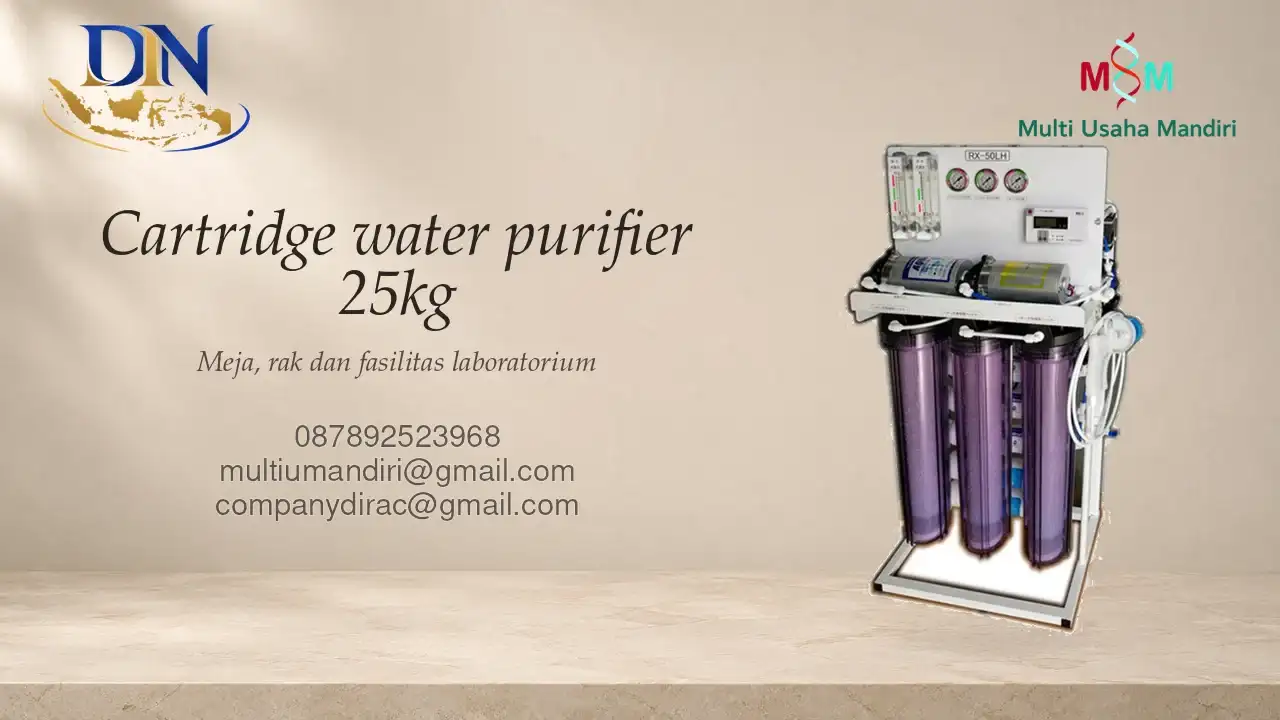 DIN
MSM
Multi Usaha Mandiri
RX-50LH
Cartridge water purifier
25kg
Meja, rak dan fasilitas laboratorium
087892523968
multiumandiri@gmail.com
companydirac@gmail.com